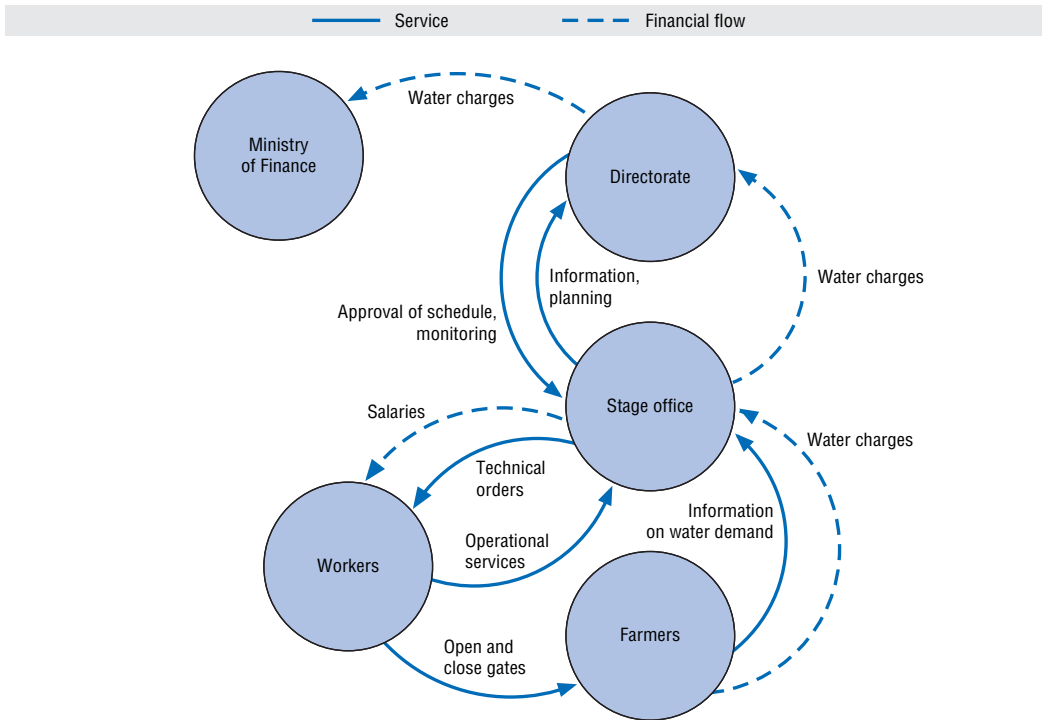 Service
Financial flow
Water charges
Ministry
of Finance
Directorate
Information,
planning
Water charges
Approval of schedule,
monitoring
Stage office
Salaries
Water charges
Technical
orders
Information
on water demand
Operational
services
Workers
Farmers
Open and
close gates